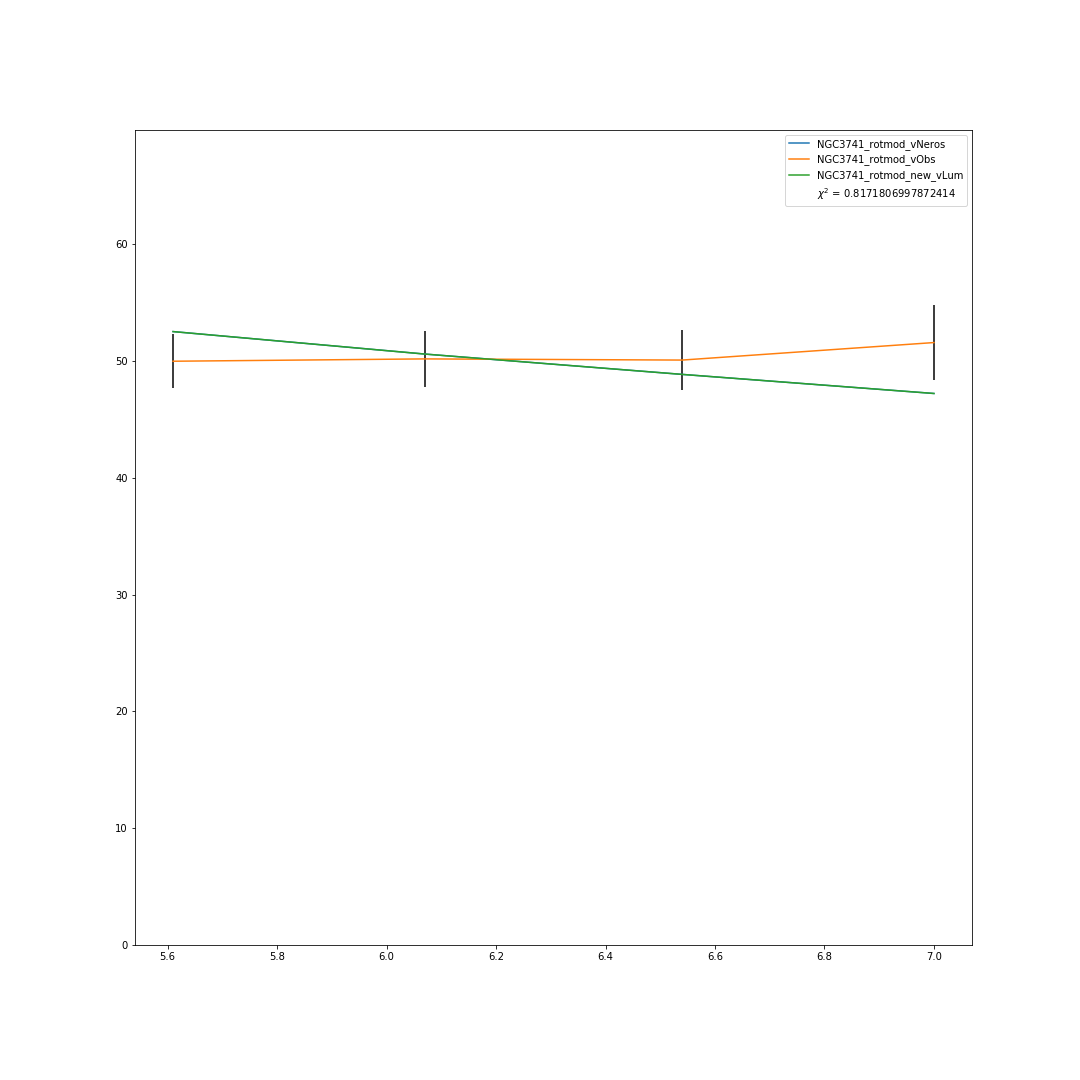 NGC3741_rotmod_vNeros
NGC3741_rotmod_vObs
NGC3741_rotmod_new_vLum
χ² = 0.8171806997872414
60
50
40
30
20
10
0
5.6 5.8 6.0 6.2 6.4 6.6 6.8 7.0